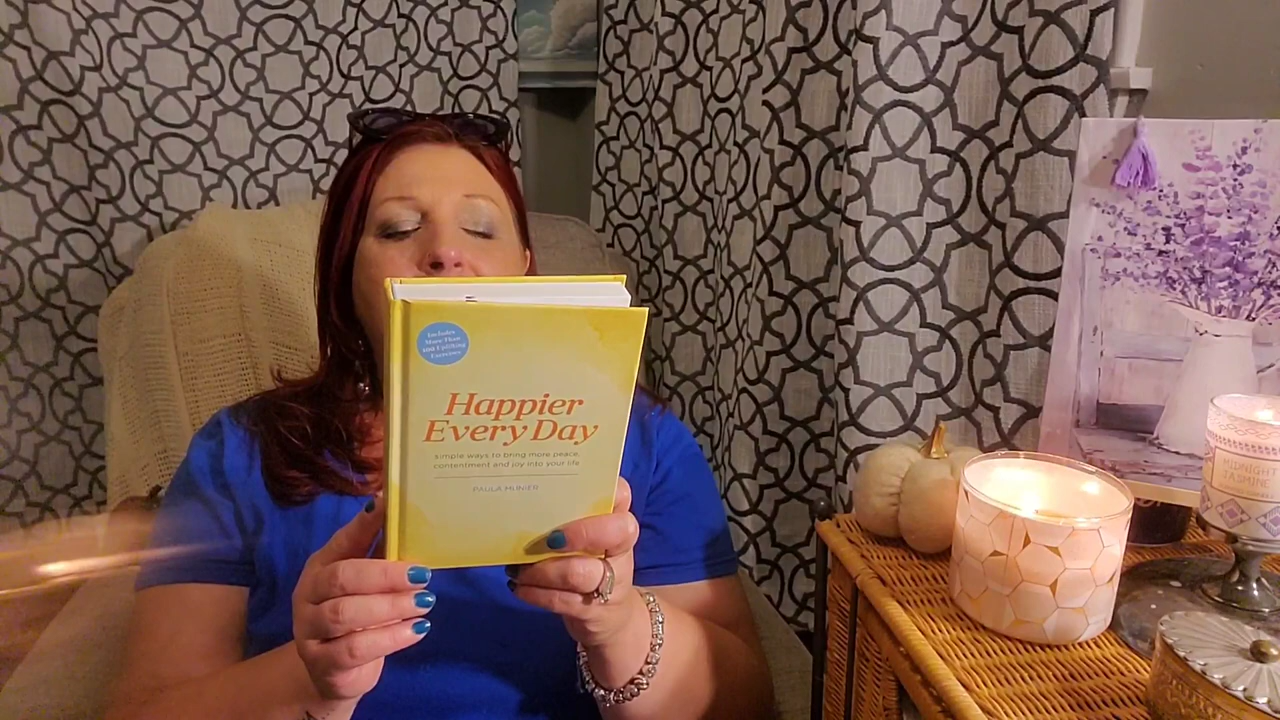 Includes
More Than
100 Uplifting
Exercises
Happier
Every Day
simple ways to bring more peace,
contentment and joy into your life
PAULA MUNIER
MIDNIGHT
JASMINE